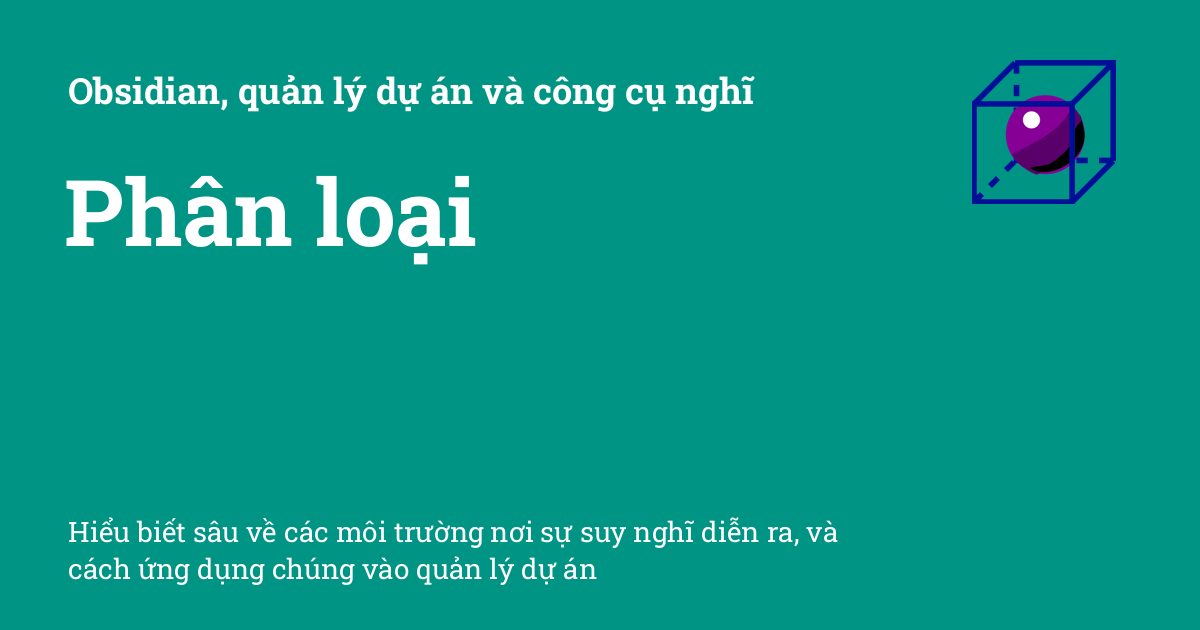 Obsidian, quản lý dự án và công cụ nghĩ
Phân loại
Hiểu biết sâu về các môi trường nơi sự suy nghĩ diễn ra, và
cách ứng dụng chúng vào quản lý dự án